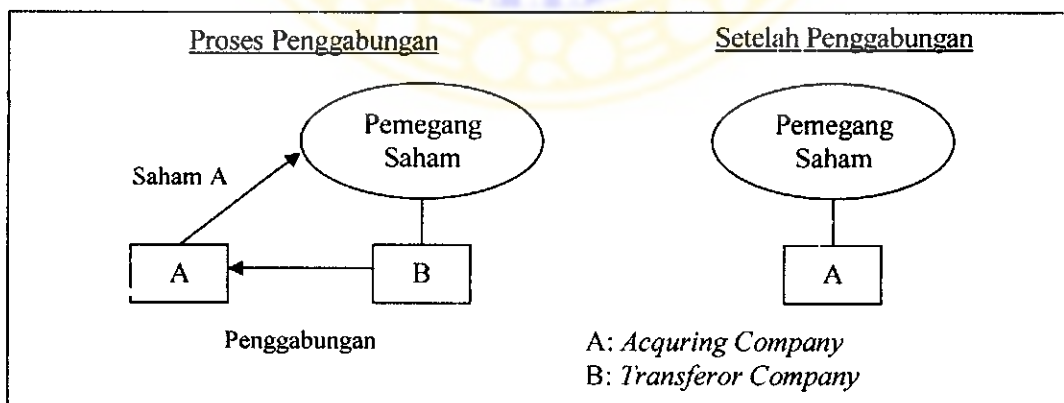 Proses Penggabungan
Setelah Penggabungan
Pemegang
Saham
Saham A
A
B
Penggabungan
Pemegang
Saham
A
A: Acquring Company
B: Transferor Company